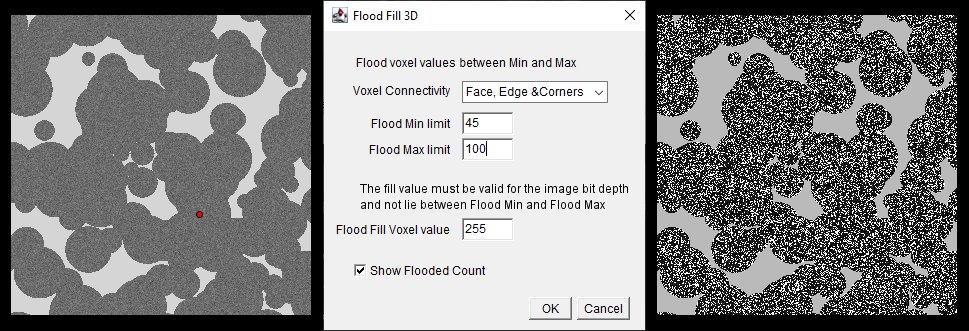 Flood Fill 3D
Flood voxel values between Min and Max
Voxel Connectivity Face, Edge &Corners
Flood Min limit 45
Flood Max limit 100
The fill value must be valid for the image bit depth
and not lie between Flood Min and Flood Max
Flood Fill Voxel value 255
Show Flooded Count
OK Cancel